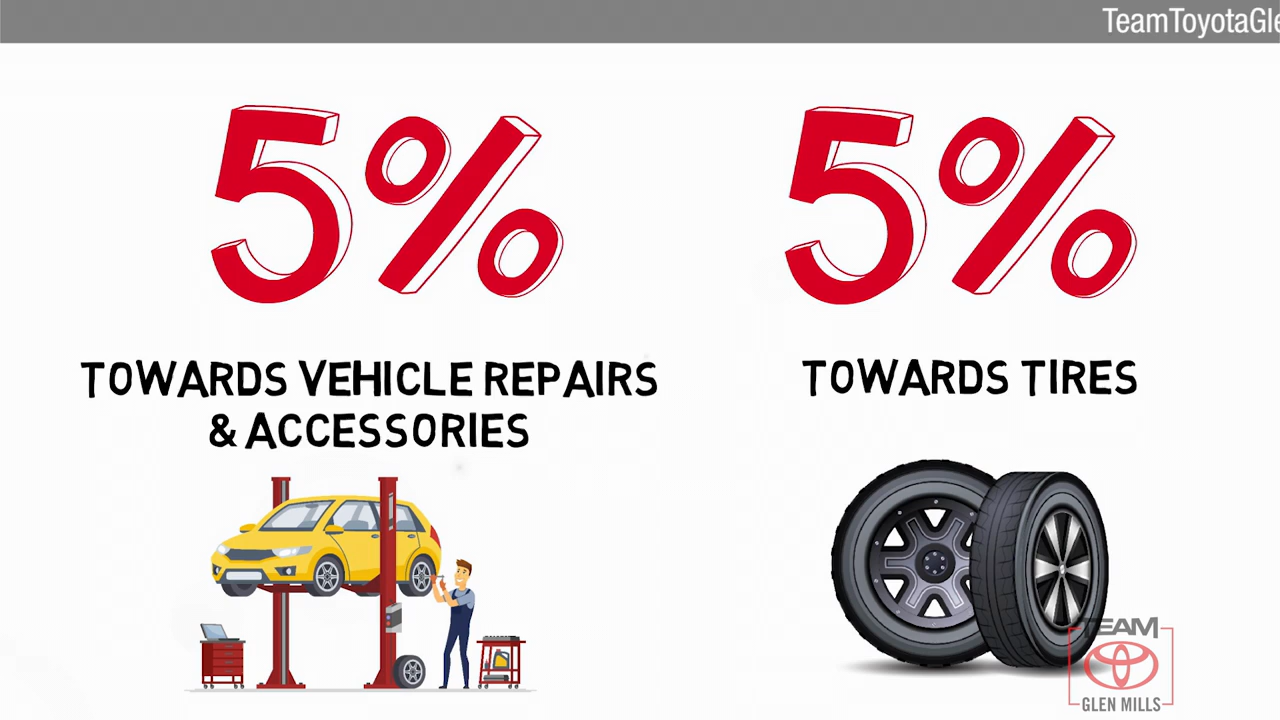 TeamToyotaGle
5% 5%
TOWARDS VEHICLE REPAIRS
& ACCESSORIES
TOWARDS TIRES
TEAM
GLEN MILLS